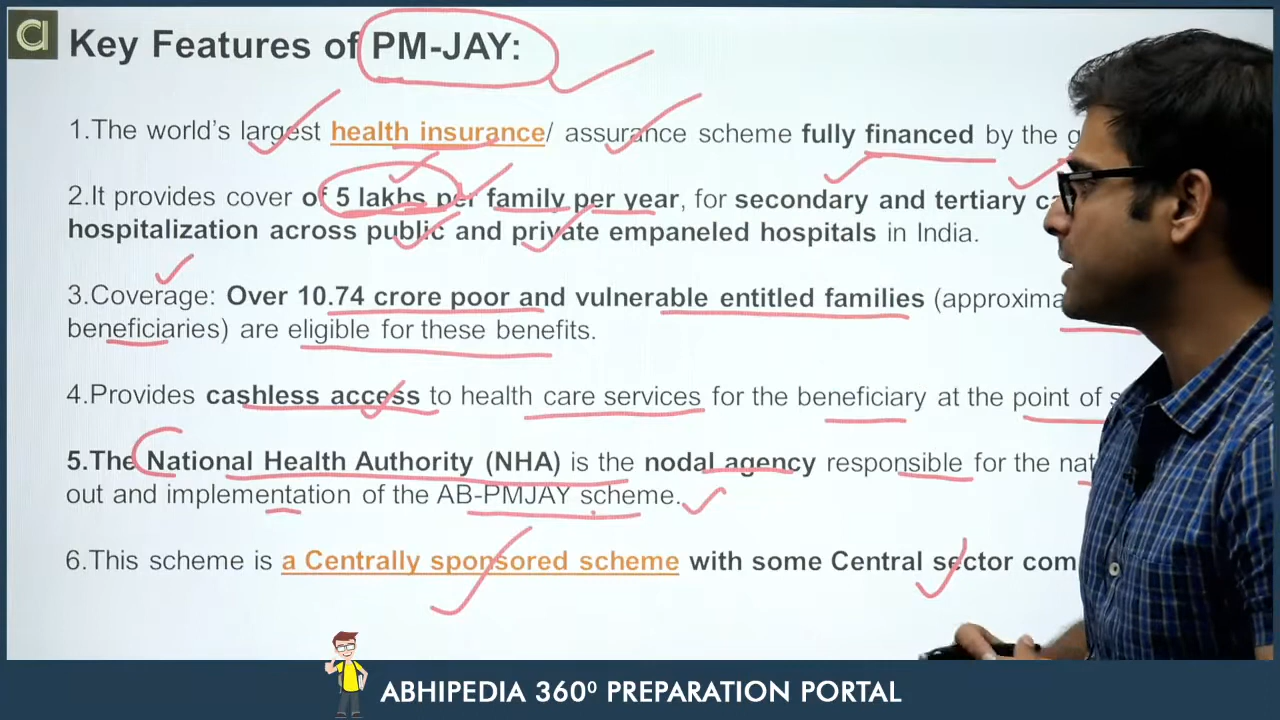 Key Features of PM-JAY:
1.The world's largest health insurance/ assurance scheme fully financed by the
2.It provides cover of 5 lakhs per family per year, for secondary and tertiary
hospitalization across public and private empaneled hospitals in India.
3.Coverage: Over 10.74 crore poor and vulnerable entitled families
beneficiaries) are eligible for these benefits.
4.Provides cashless access to health care services for the beneficiary at the point of
5.The National Health Authority (NHA) is the nodal agency responsible for the
out and implementation of the AB-PMJAY scheme.
6.This scheme is a Centrally sponsored scheme with some Central sector
ABHIPEDIA 360⁰ PREPARATION PORTAL